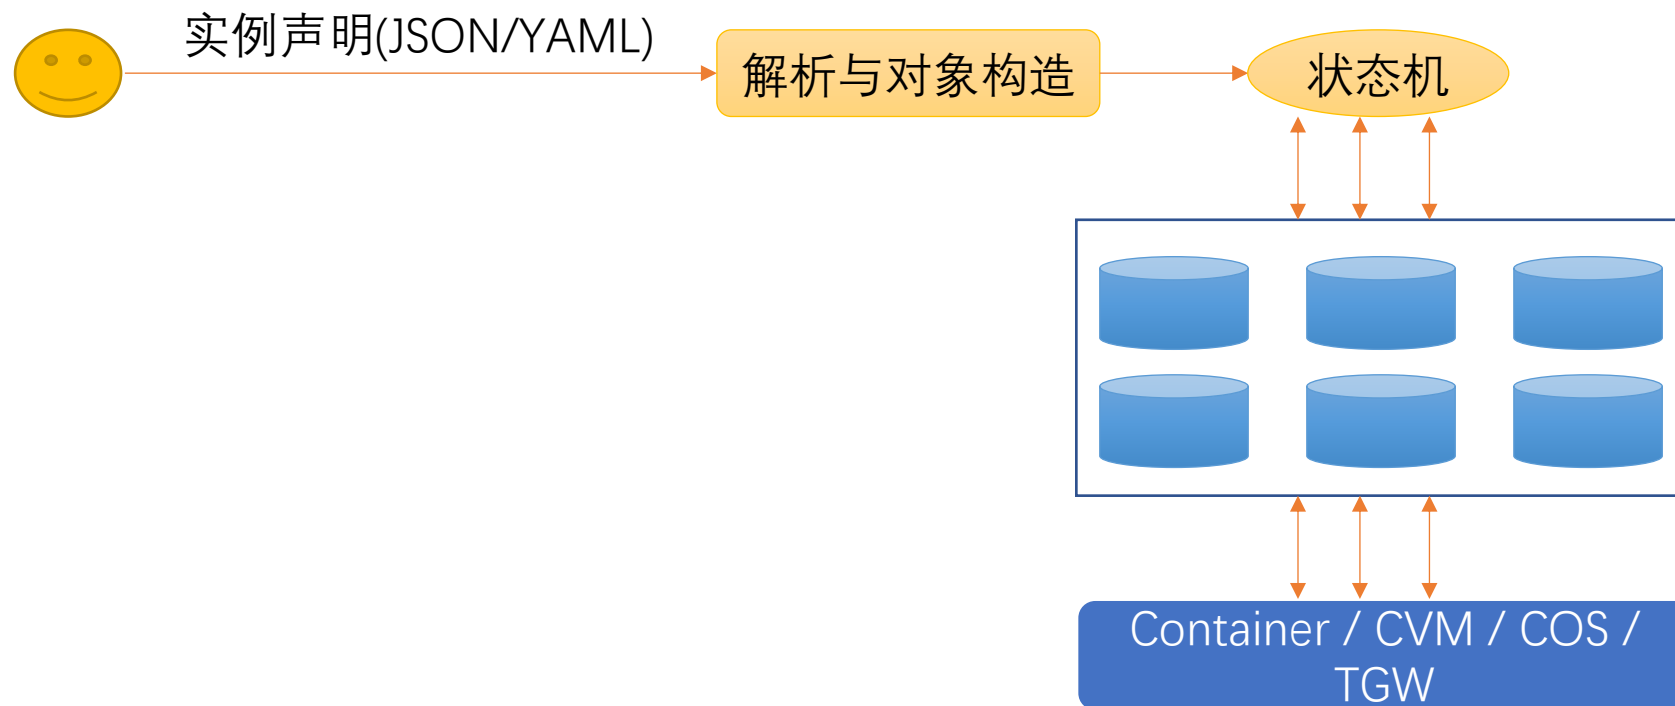 实例声明(JSON/YAML)
解析与对象构造
状态机
Container / CVM / COS /
TGW